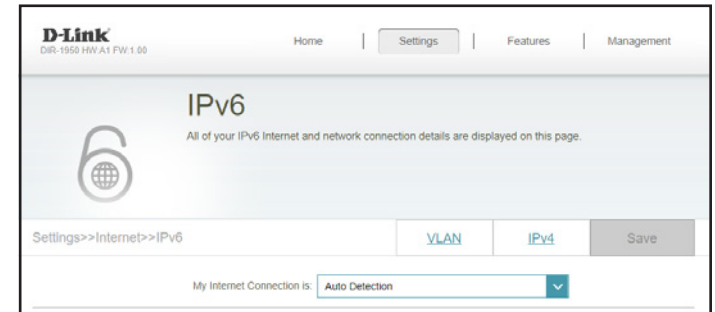 D-Link
DIR-1950 HW:A1 FW:1.00
Home | Settings | Features | Management
IPv6
All of your IPv6 Internet and network connection details are displayed on this page.
Settings>>Internet>>IPv6
VLAN
IPv4
Save
My Internet Connection is: Auto Detection